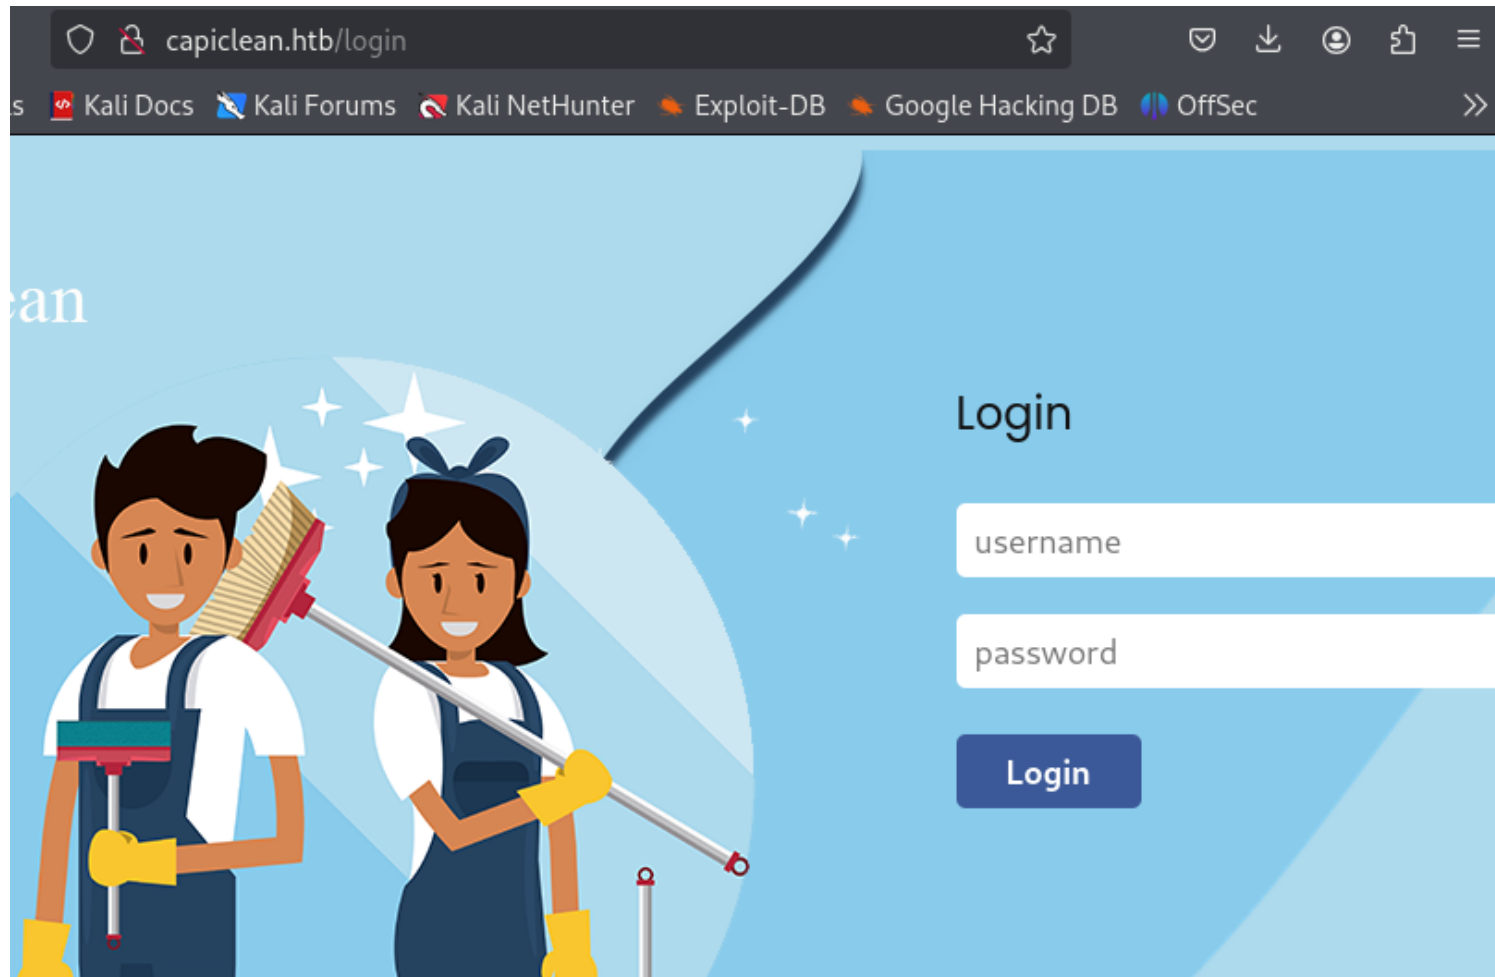 capiclean.htb/login
s Kali Docs Kali Forums Kali NetHunter Exploit-DB Google Hacking DB OffSec
ean
Login
username
password
Login